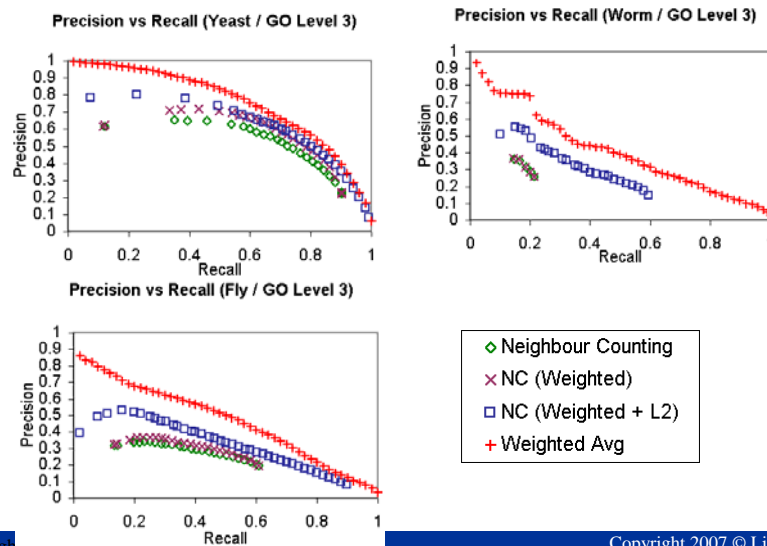 Precision vs Recall (Yeast / GO Level 3)
1
0.9
0.8
0.7
0.6
0.5
0.4
0.3
0.2
0.1
0
Precision
0 0.2 0.4 0.6 0.8 1
Recall
Precision vs Recall (Worm / GO Level 3)
1
0.9
0.8
0.7
0.6
0.5
0.4
0.3
0.2
0.1
0
Precision
0 0.2 0.4 0.6 0.8
Recall
Precision vs Recall (Fly / GO Level 3)
1
0.9
0.8
0.7
0.6
0.5
0.4
0.3
0.2
0.1
0
Precision
0 0.2 0.4 0.6 0.8 1
Recall
Neighbour Counting
NC (Weighted)
NC (Weighted + L2)
Weighted Avg
Copyright 2007 © Li